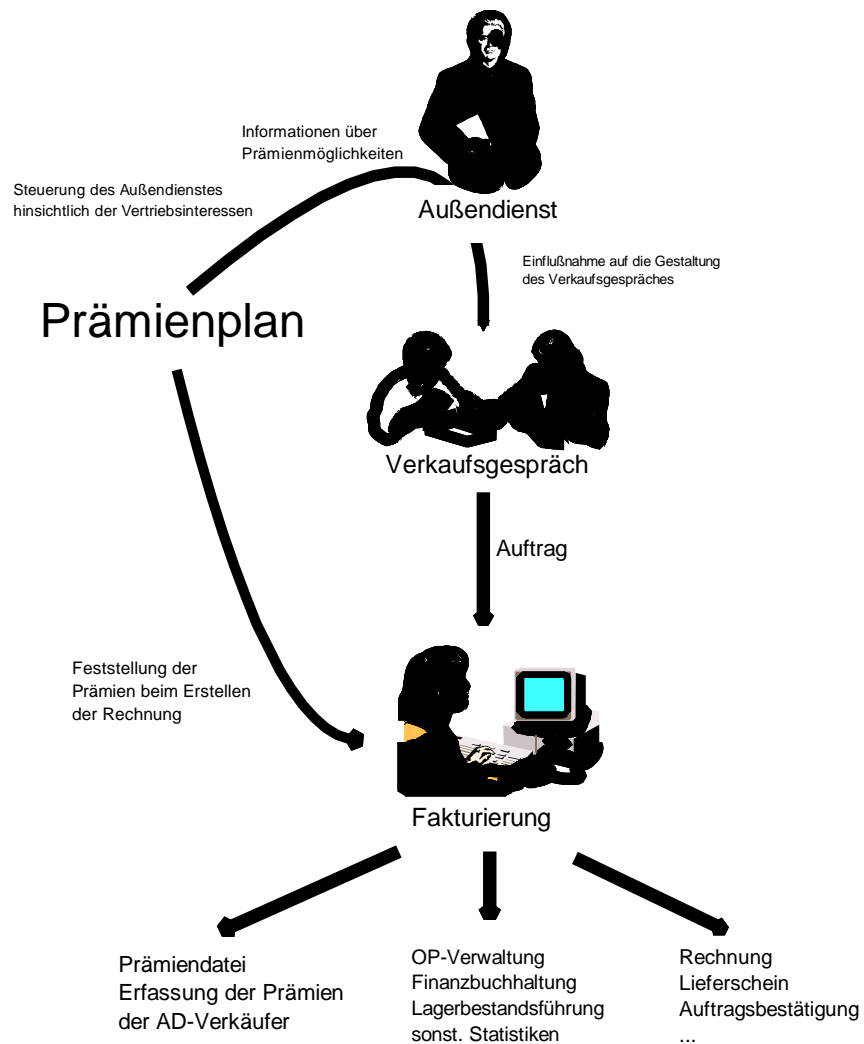 Informationen über
Prämienmöglichkeiten
Steuerung des Außendienstes
hinsichtlich der Vertriebsinteressen
Außendienst
Einflußnahme auf die Gestaltung
des Verkaufsgespräches
Prämienplan
Verkaufsgespräch
Auftrag
Feststellung der
Prämien beim Erstellen
der Rechnung
Fakturierung
Prämiendatei
Erfassung der Prämien
der AD-Verkäufer
OP-Verwaltung
Finanzbuchhaltung
Lagerbestandsführung
sonst. Statistiken
Rechnung
Lieferschein
Auftragsbestätigung
...